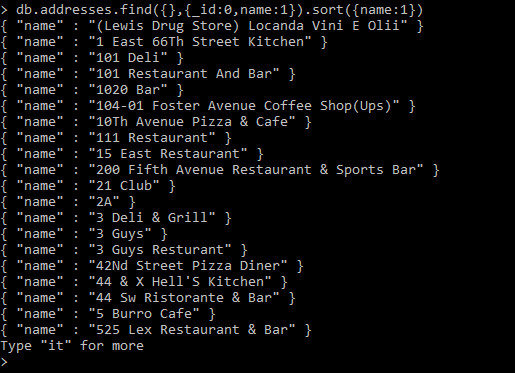 > db.addresses.find({},{_id:0,name:1}).sort({name:1})
{ "name" : "(Lewis Drug Store) Locanda Vini E Olii" }
{ "name" : "1 East 66Th Street Kitchen" }
{ "name" : "101 Deli" }
{ "name" : "101 Restaurant And Bar" }
{ "name" : "1020 Bar" }
{ "name" : "104-01 Foster Avenue Coffee Shop(Ups)" }
{ "name" : "10Th Avenue Pizza & Cafe" }
{ "name" : "111 Restaurant" }
{ "name" : "15 East Restaurant" }
{ "name" : "200 Fifth Avenue Restaurant & Sports Bar" }
{ "name" : "21 Club" }
{ "name" : "2A" }
{ "name" : "3 Deli & Grill" }
{ "name" : "3 Guys" }
{ "name" : "3 Guys Resturant" }
{ "name" : "42Nd Street Pizza Diner" }
{ "name" : "44 & X Hell'S Kitchen" }
{ "name" : "44 Sw Ristorante & Bar" }
{ "name" : "5 Burro Cafe" }
{ "name" : "525 Lex Restaurant & Bar" }
Type "it" for more
>